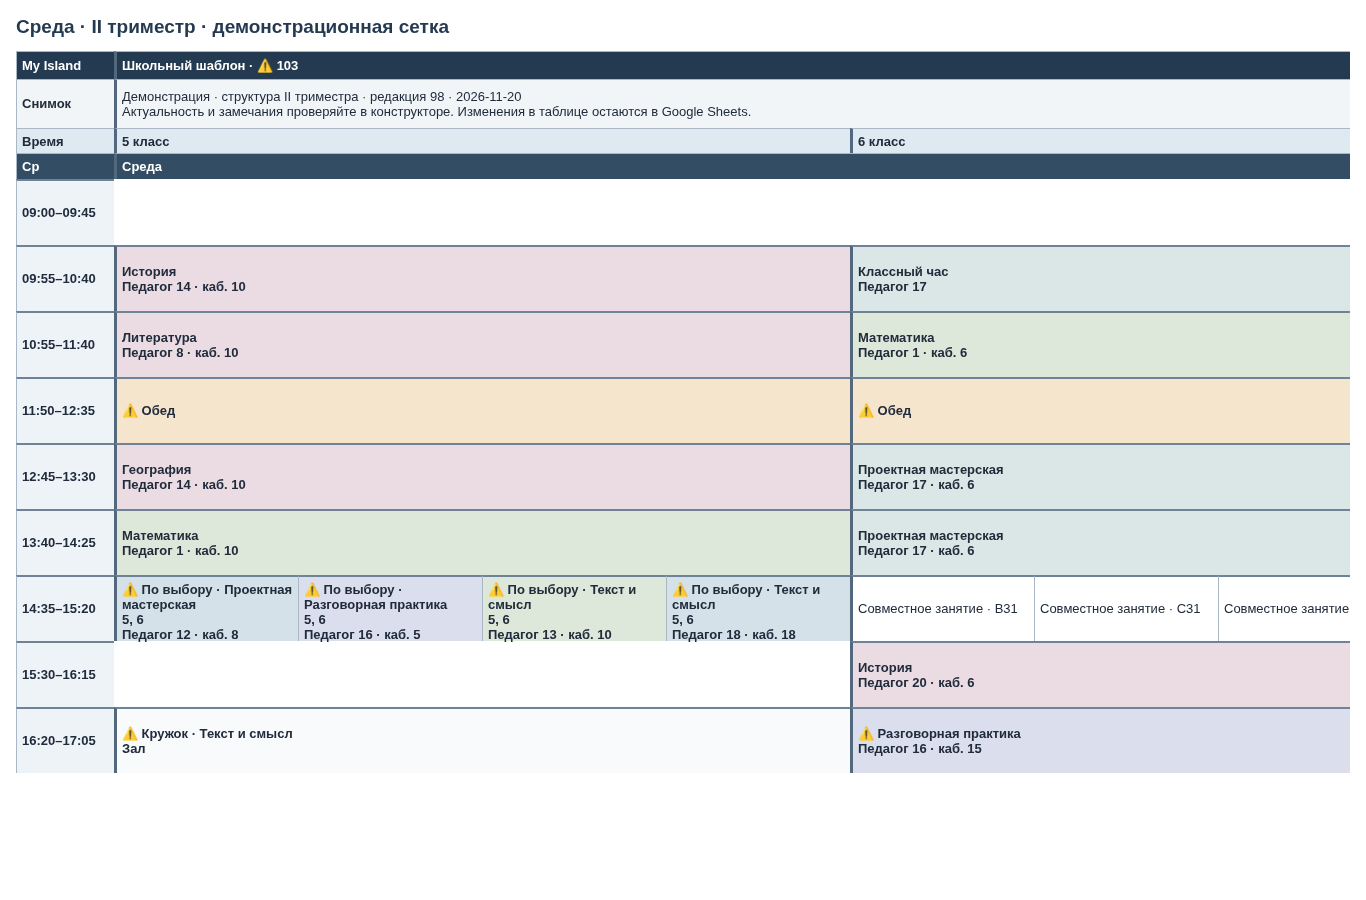 Среда · II триместр · демонстрационная сетка
My Island
Школьный шаблон · ⚠️ 103
Снимок
Демонстрация · структура II триместра · редакция 98 · 2026-11-20
Актуальность и замечания проверяйте в конструкторе. Изменения в таблице остаются в Google Sheets.
Время
5 класс
6 класс
Ср
Среда
09:00–09:45
09:55–10:40
История
Педагог 14 · каб. 10
Классный час
Педагог 17
10:55–11:40
Литература
Педагог 8 · каб. 10
Математика
Педагог 1 · каб. 6
11:50–12:35
⚠️ Обед
⚠️ Обед
12:45–13:30
География
Педагог 14 · каб. 10
Проектная мастерская
Педагог 17 · каб. 6
13:40–14:25
Математика
Педагог 1 · каб. 10
Проектная мастерская
Педагог 17 · каб. 6
14:35–15:20
⚠️ По выбору · Проектная
мастерская
5, 6
Педагог 12 · каб. 8
⚠️ По выбору ·
Разговорная практика
5, 6
Педагог 16 · каб. 5
⚠️ По выбору · Текст и
смысл
5, 6
Педагог 13 · каб. 10
⚠️ По выбору · Текст и
смысл
5, 6
Педагог 18 · каб. 18
Совместное занятие · B31
Совместное занятие · C31
Совместное занятие
15:30–16:15
История
Педагог 20 · каб. 6
16:20–17:05
⚠️ Кружок · Текст и смысл
Зал
⚠️ Разговорная практика
Педагог 16 · каб. 15